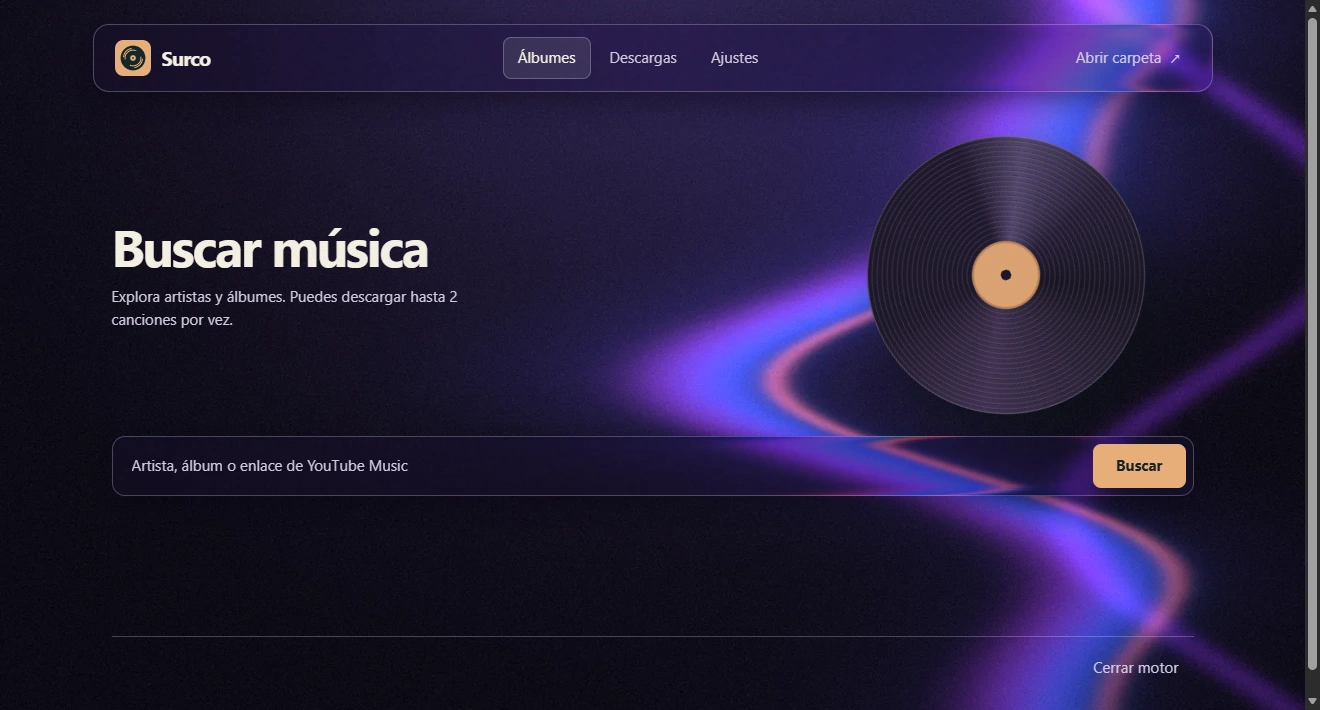 Surco
Álbumes
Descargas
Ajustes
Abrir carpeta ↗
Buscar música
Explora artistas y álbumes. Puedes descargar hasta 2
canciones por vez.
Artista, álbum o enlace de YouTube Music
Buscar
Cerrar motor